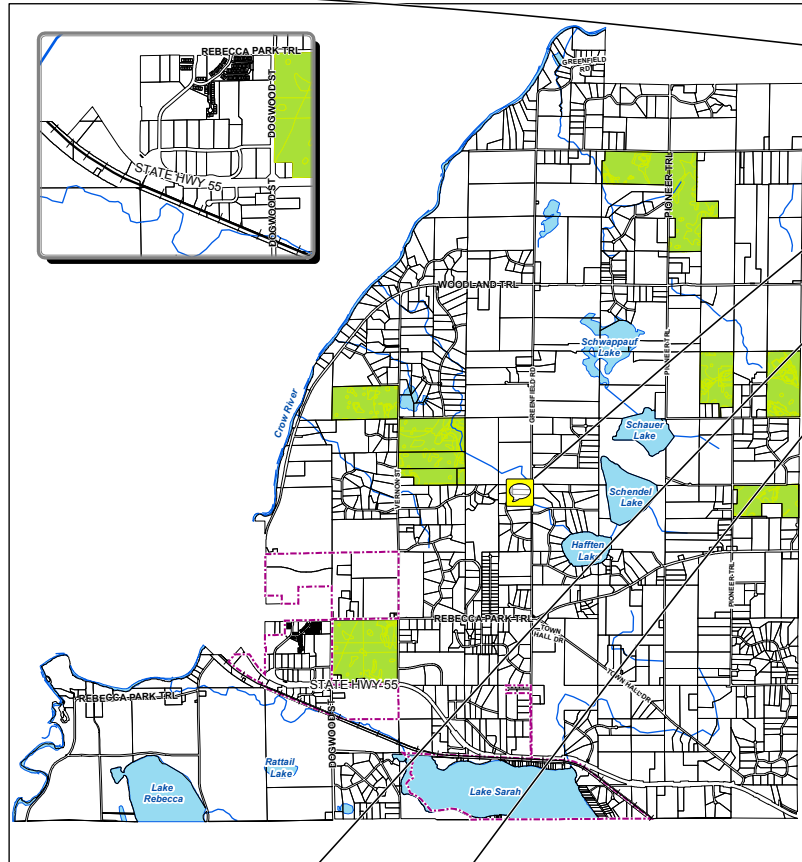 REBECCA PARK TRL
DOGWOOD ST
STATE HWY 55
DOGWOOD ST
GREENFIELD
RD
PIONEER TRL
WOODLAND TRL
Schwappauf
Lake
PIONEER TRL
GREENFIELD RD
Crow River
Schauer
Lake
VERNON ST
Schendel
Lake
Hafften
Lake
PIONEER TRL
REBECCA PARK TRL
TOWN
HALL DR
TOWN HALL DR
STATE HWY 55
REBECCA PARK TRL
DOGWOOD ST
Rattail
Lake
Lake
Rebecca
Lake Sarah